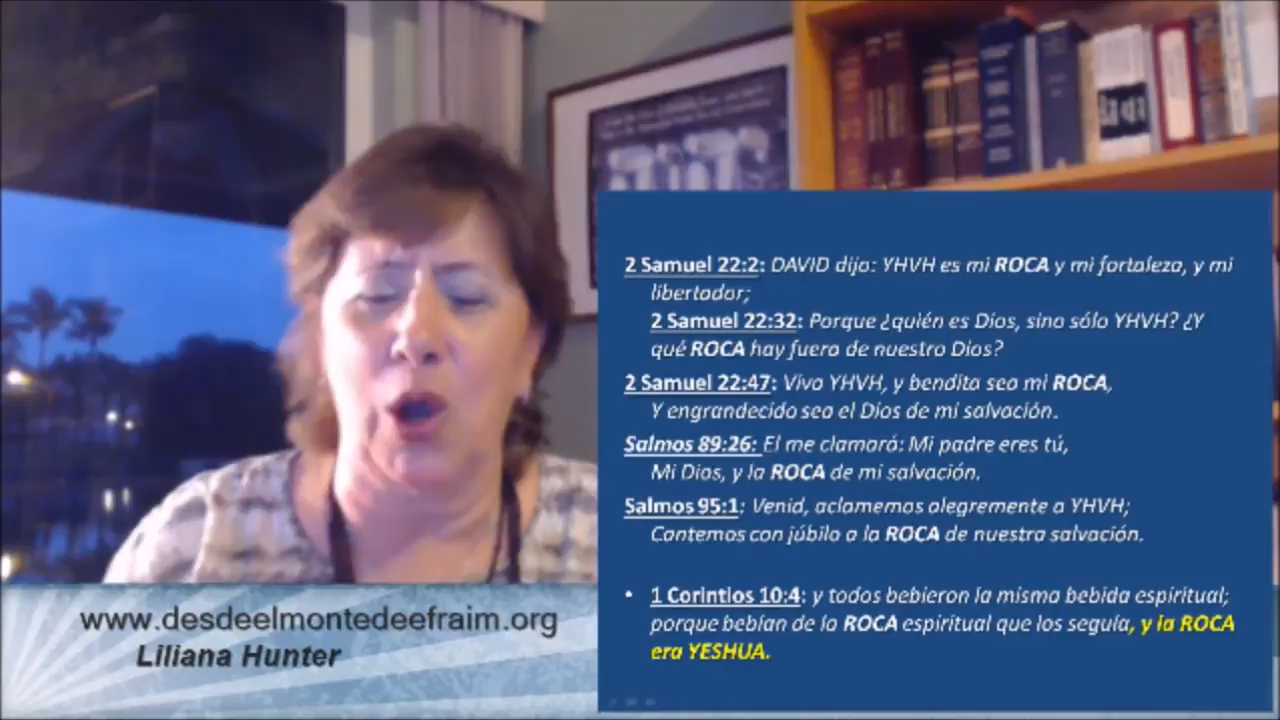 2 Samuel 22:2: DAVID dijo: YHVH es mi ROCA y mi fortaleza, y mi
libertador;
2 Samuel 22:32: Porque ¿quién es Dios, sino sólo YHVH? ¿Y
qué ROCA hay fuera de nuestro Dios?
2 Samuel 22:47: Viva YHVH, y bendita sea mi ROCA,
Y engrandecido sea el Dios de mi salvación.
Salmos 89:26: El me clamará: Mi padre eres tú,
Mi Dios, y la ROCA de mi salvación.
Salmos 95:1: Venid, aclamemos alegremente a YHVH;
Cantemos con júbilo a la ROCA de nuestra salvación.
• 1 Corintios 10:4: y todos bebieron la misma bebida espiritual;
porque bebían de la ROCA espiritual que los seguía, y la ROCA
era YESHUA.
www.desdeelmontedeefraim.org
Liliana Hunter